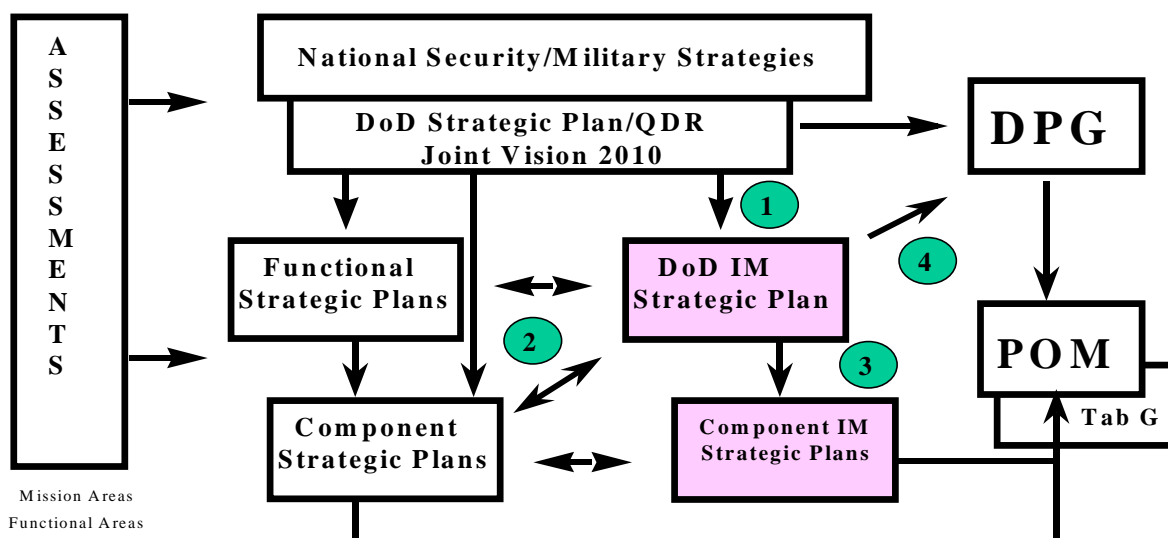 ASSESSMENTS
National Security/Military Strategies
DoD Strategic Plan/QDR
Joint Vision 2010
DPG
1
4
Functional
Strategic Plans
DoD IM
Strategic Plan
2
3
POM
Tab G
Component
Strategic Plans
Component IM
Strategic Plans
Mission Areas
Functional Areas